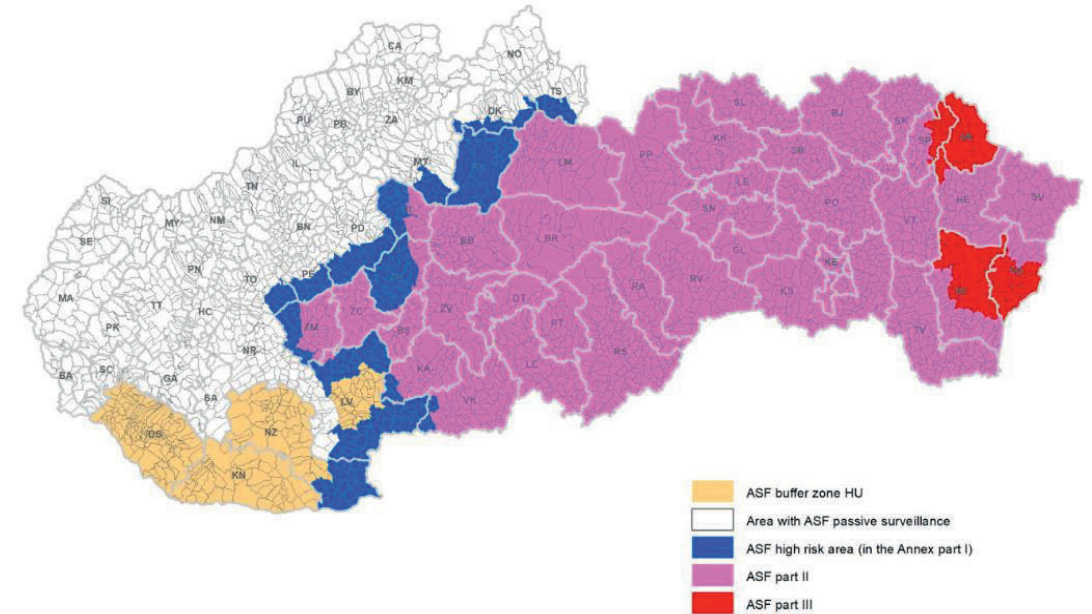 CA
NO
KM
BY
TS
DK
PU
PB
ZA
SL
BJ
SK
KK
SP
IL
MT
LM
PP
SB
TN
LE
HE
SV
SI
MY
NM
SN
PO
VT
SE
BN
PD
BB
BR
GL
PN
PE
TO
RV
KE
MA
TT
HC
ZM
ZC
ZV
DT
RA
KS
PK
BS
PT
TV
NR
KA
LC
RS
BA
SC
GA
SA
LV
VK
DS
NZ
KN
ASF buffer zone HU
Area with ASF passive surveillance
ASF high risk area (in the Annex part I)
ASF part II
ASF part III